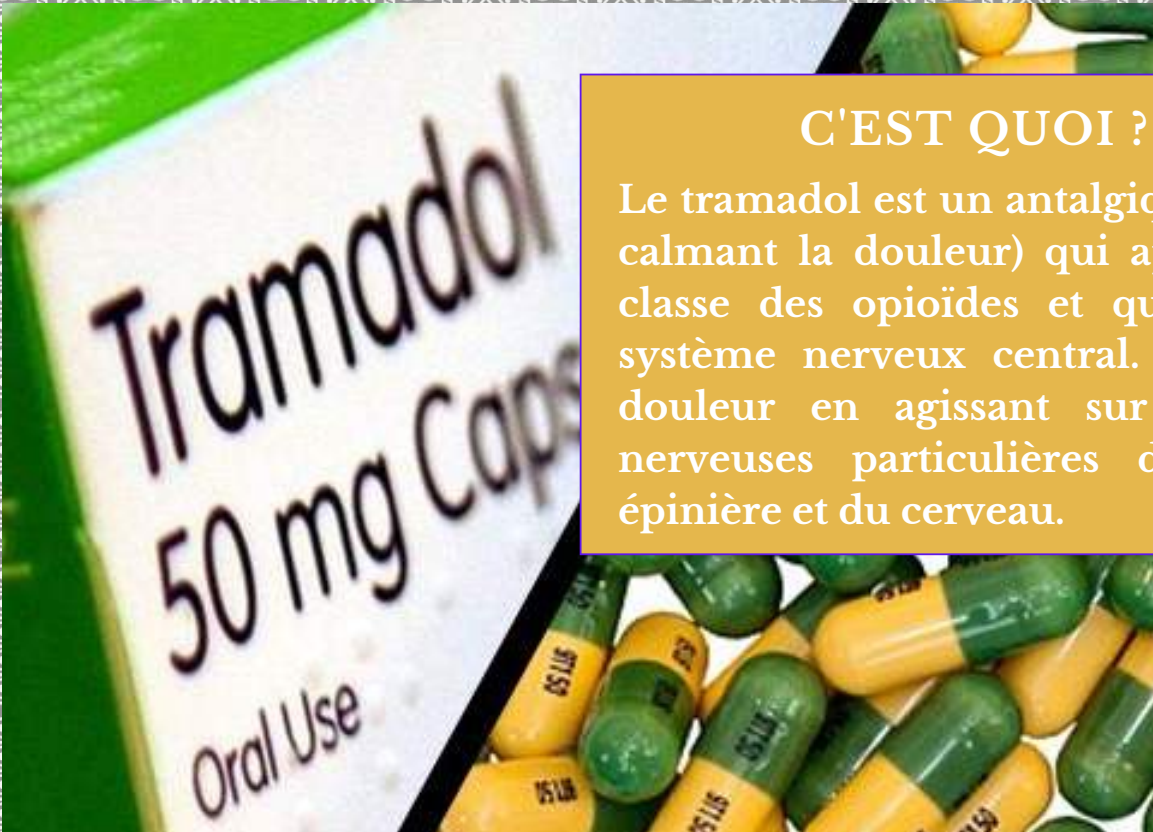 Tramadol
50 mg Caps
Oral Use
C'EST QUOI ?
Le tramadol est un
calmant la douleur) qui
classe des opioïdes et
système nerveux central.
douleur en agissant sur
nerveuses particulières
épinière et du cerveau.